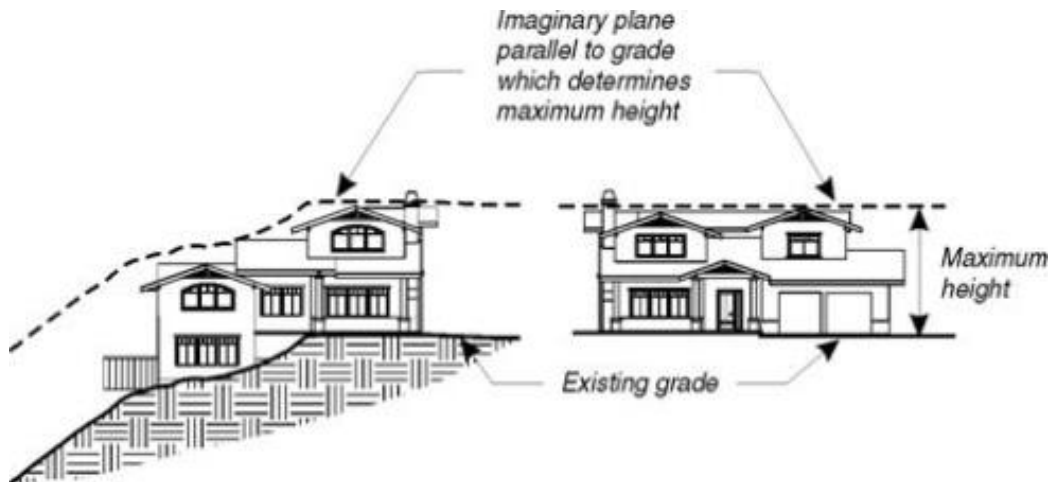 Imaginary plane
parallel to grade
which determines
maximum height
Maximum
height
Existing grade